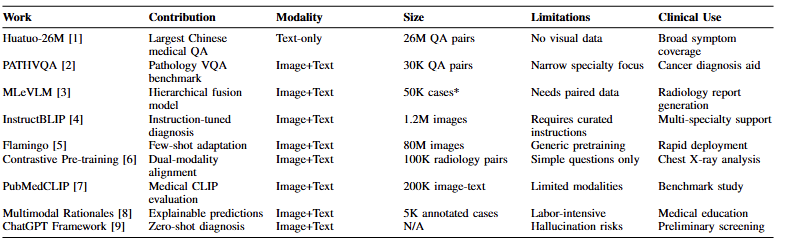 Work Contribution Modality Size Limitations Clinical Use
Huatuo-26M [1] Largest Chinese Text-only 26M QA pairs No visual data Broad symptom
medical QA coverage
PATHVQA [2] Pathology VQA Image+Text 30K QA pairs Narrow specialty focus Cancer diagnosis aid
benchmark
MLeVLM [3] Hierarchical fusion Image+Text 50K cases* Needs paired data Radiology report
model generation
InstructBLIP [4] Instruction-tuned Image+Text 1.2M images Requires curated Multi-specialty support
diagnosis instructions
Flamingo [5] Few-shot adaptation Image+Text 80M images Generic pretraining Rapid deployment
Contrastive Pre-training [6] Dual-modality Image+Text 100K radiology pairs Simple questions only Chest X-ray analysis
alignment
PubMedCLIP [7] Medical CLIP Image+Text 200K image-text Limited modalities Benchmark study
evaluation
Multimodal Rationales [8] Explainable predictions Image+Text 5K annotated cases Labor-intensive Medical education
ChatGPT Framework [9] Zero-shot diagnosis Image+Text N/A Hallucination risks Preliminary screening